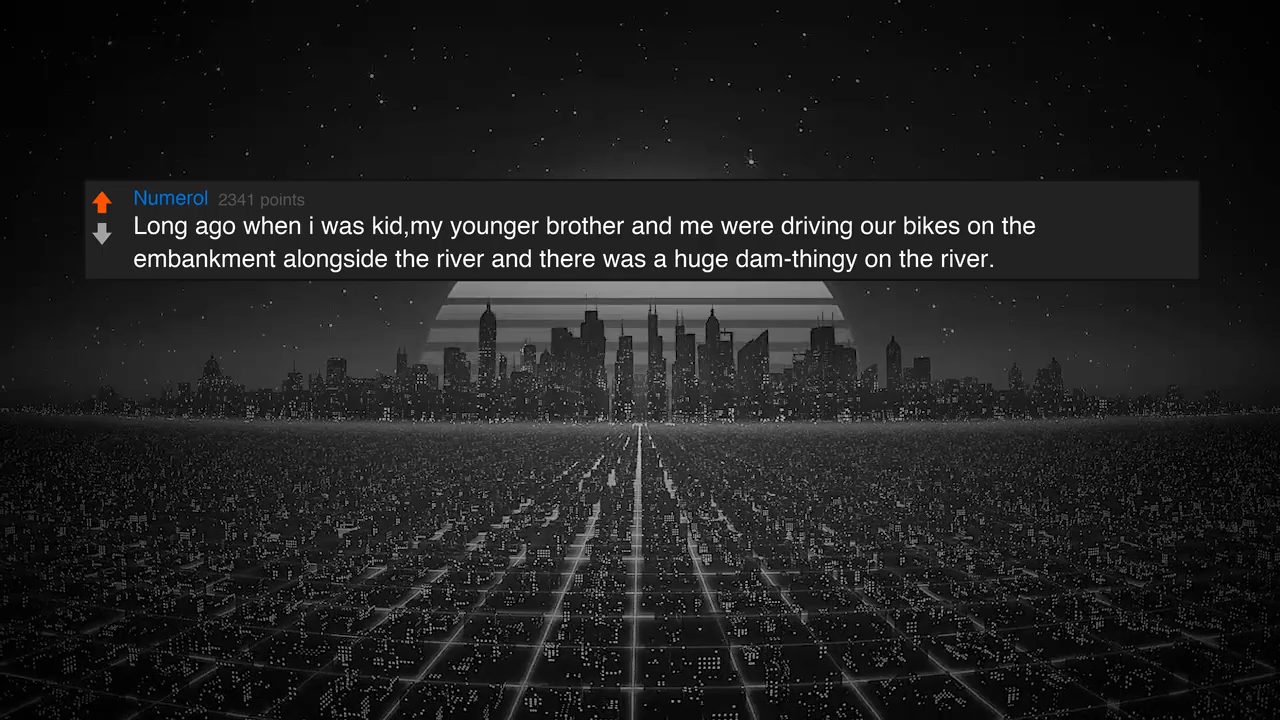 Numerol 2341 points
Long ago when i was kid,my younger brother and me were driving our bikes on the
embankment alongside the river and there was a huge dam-thingy on the river.